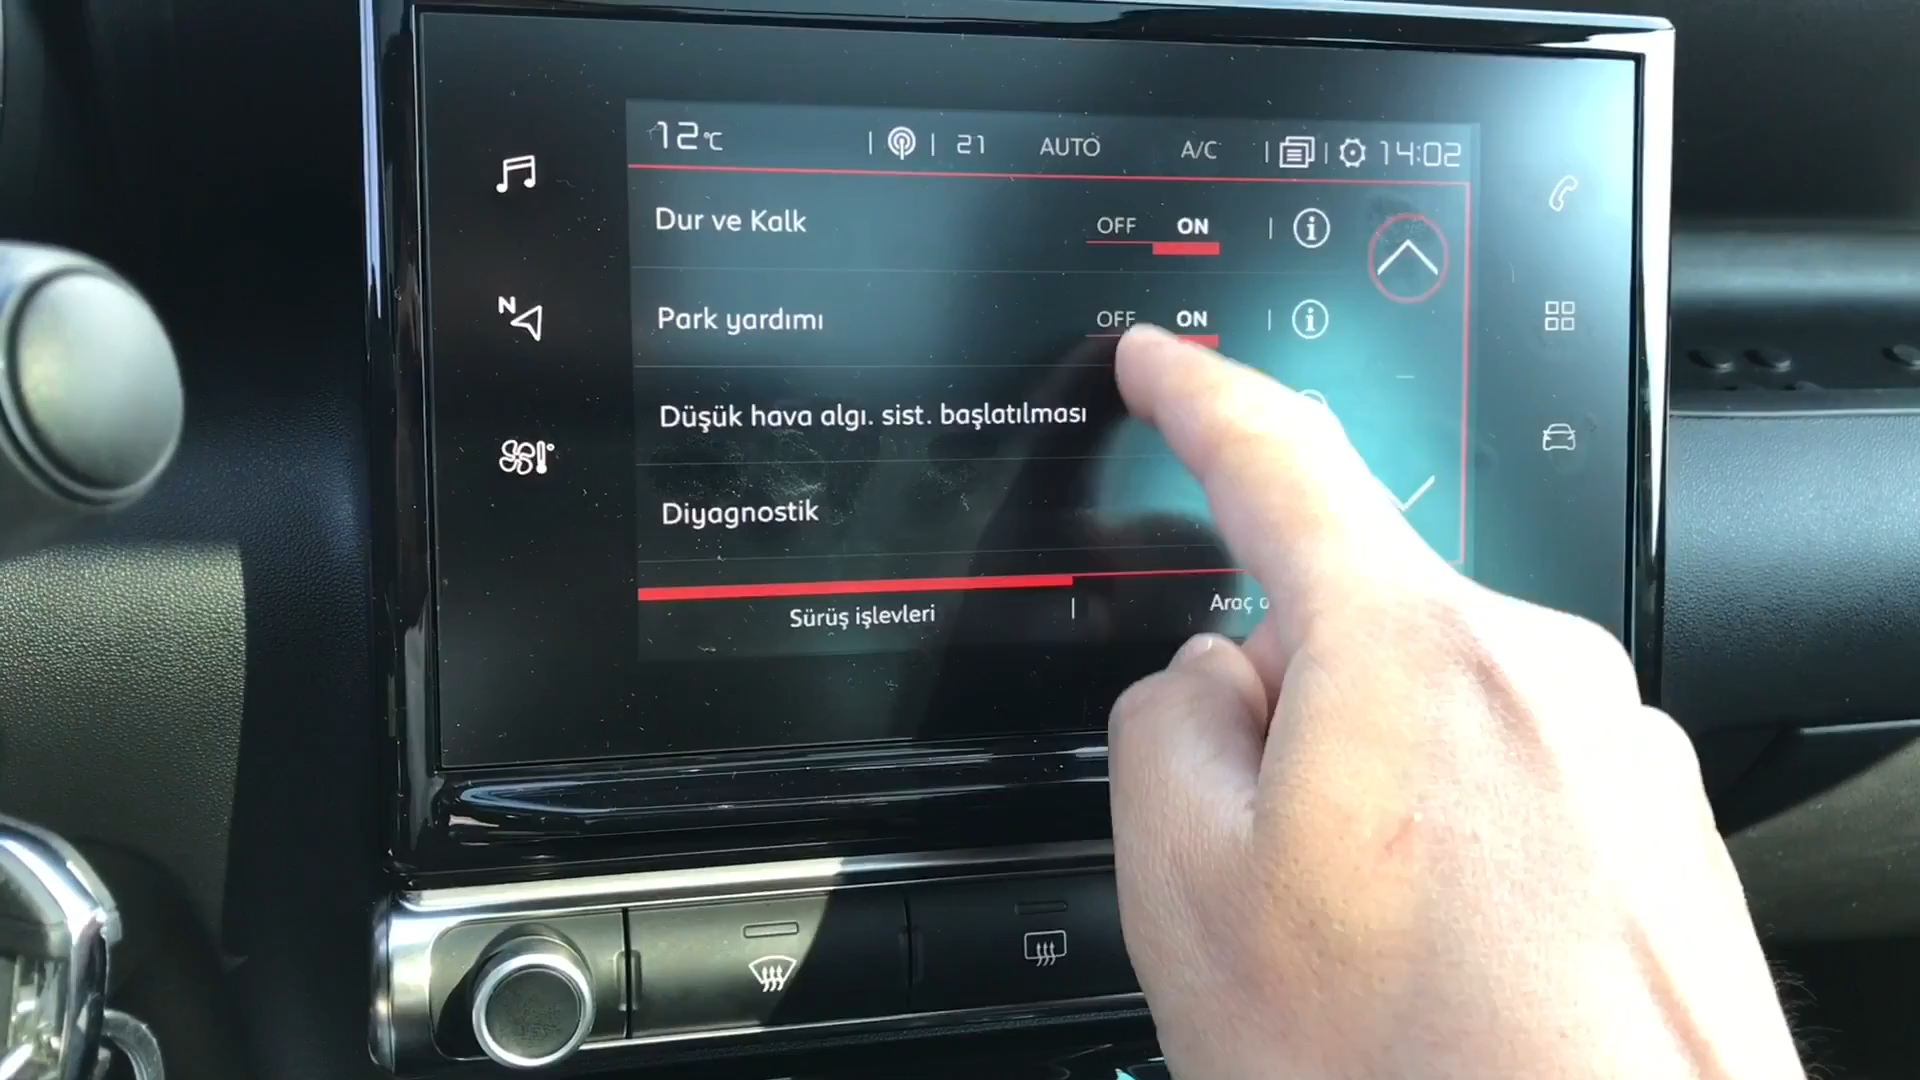 12°C 21 AUTO A/C 14:02
Dur ve Kalk OFF ON
Park yardımı OFF ON
Düşük hava algı. sist. başlatılması
Diyagnostik
Sürüş işlevleri Araç
N